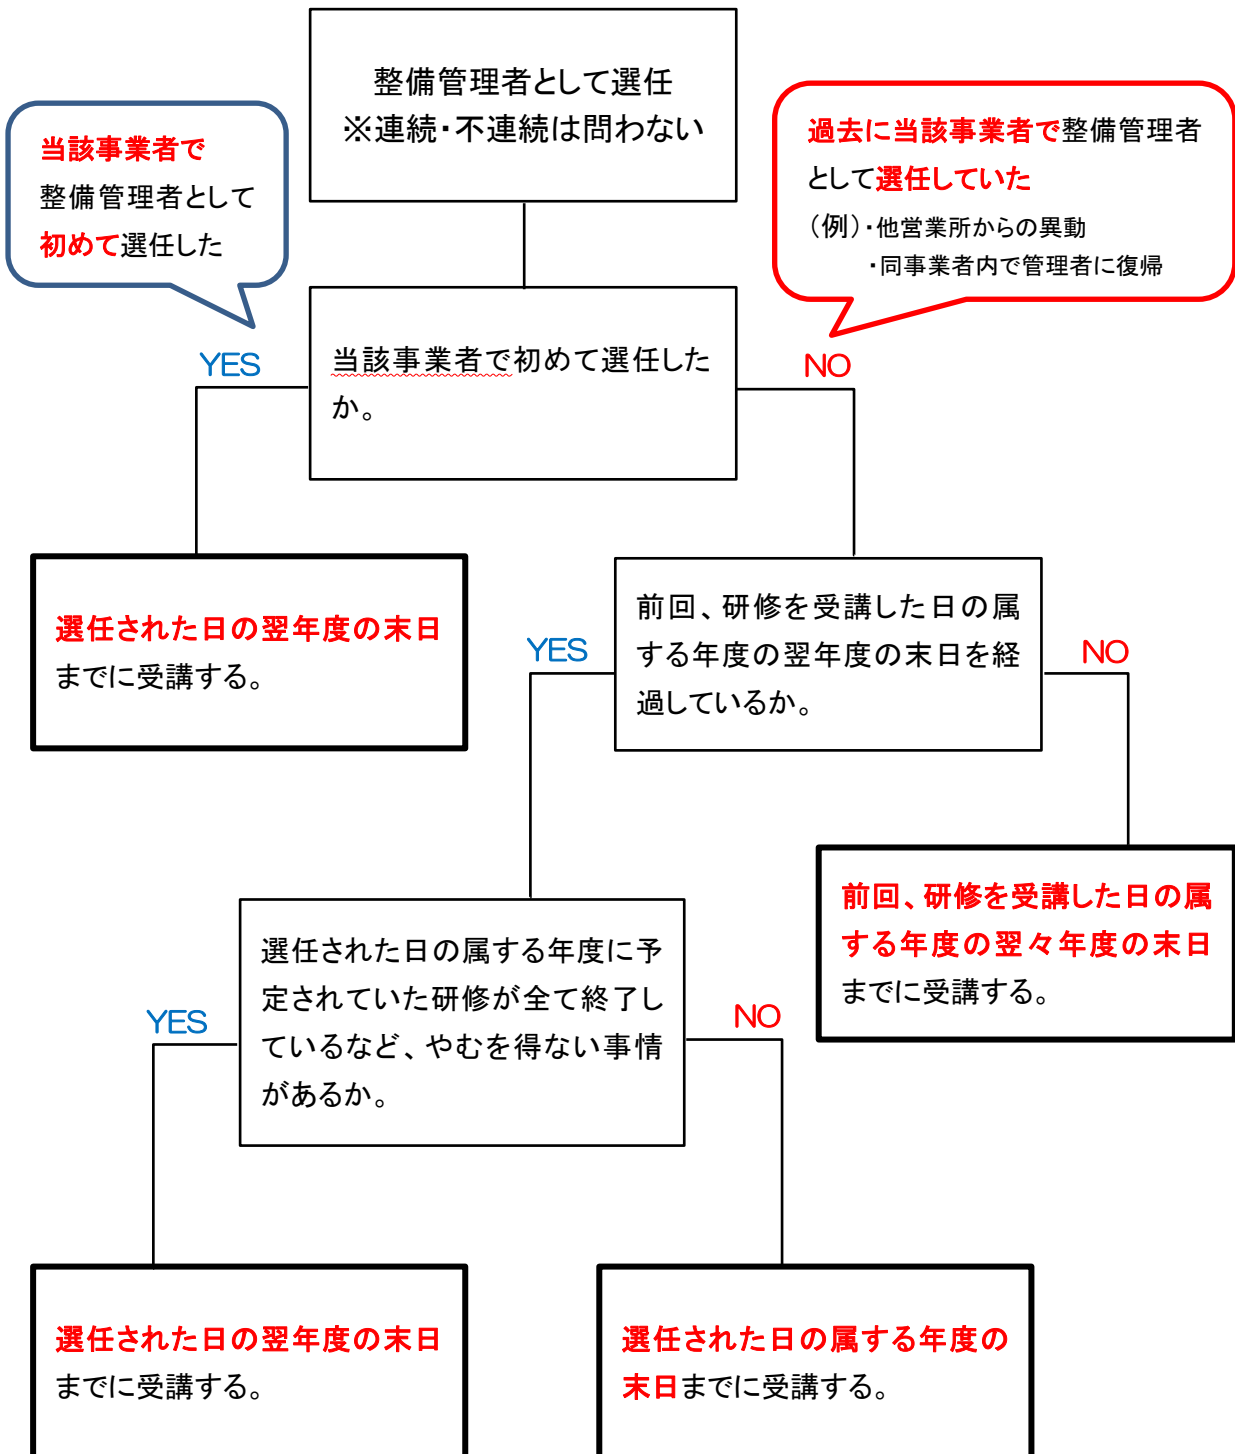 整備管理者として選任
※連続・不連続は問わない
当該事業者で
整備管理者として
初めて選任した
過去に当該事業者で整備管理者
として選任していた
（例）・他営業所からの異動
・同事業者内で管理者に復帰
当該事業者で初めて選任した
か。
YES
NO
選任された日の翌年度の末日
までに受講する。
前回、研修を受講した日の属
する年度の翌年度の末日を経
過しているか。
YES
NO
前回、研修を受講した日の属
する年度の翌々年度の末日
までに受講する。
選任された日の属する年度に予
定されていた研修が全て終了し
ているなど、やむを得ない事情
があるか。
YES
NO
選任された日の翌年度の末日
までに受講する。
選任された日の属する年度の
末日までに受講する。